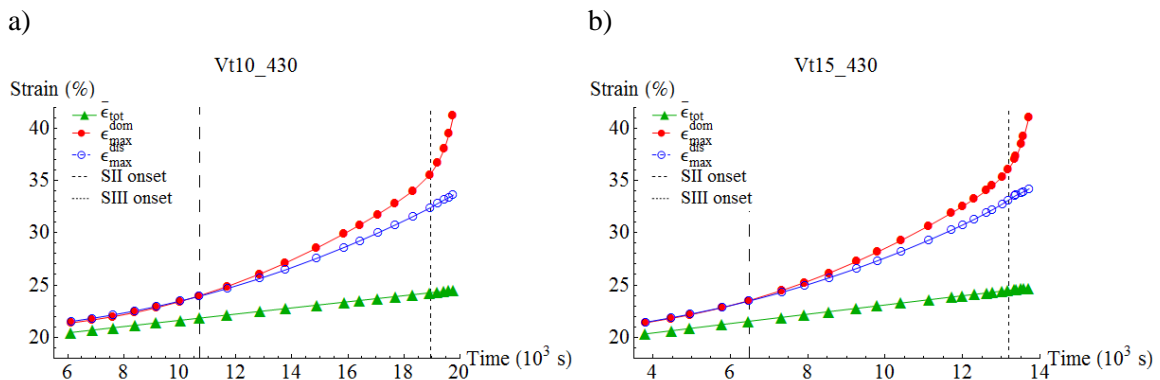 a)
b)
Vt10_430
Vt15_430
Strain (%)
ϵ̄tot
ϵmax dom
ϵmax dis
SII onset
SIII onset
40
35
30
25
20
6 8 10 12 14 16 18 20
Time (10³ s)
Strain (%)
ϵ̄tot
ϵmax dom
ϵmax dis
SII onset
SIII onset
40
35
30
25
20
4 6 8 10 12 14
Time (10³ s)